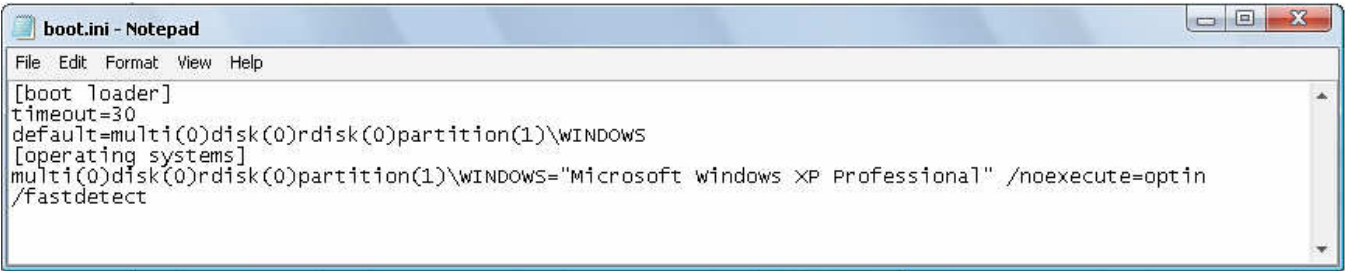 boot.ini - Notepad
File Edit Format View Help
[boot loader]
timeout=30
default=multi(0)disk(0)rdisk(0)partition(1)\WINDOWS
[operating systems]
multi(0)disk(0)rdisk(0)partition(1)\WINDOWS="Microsoft Windows XP Professional" /noexecute=optin
/fastdetect